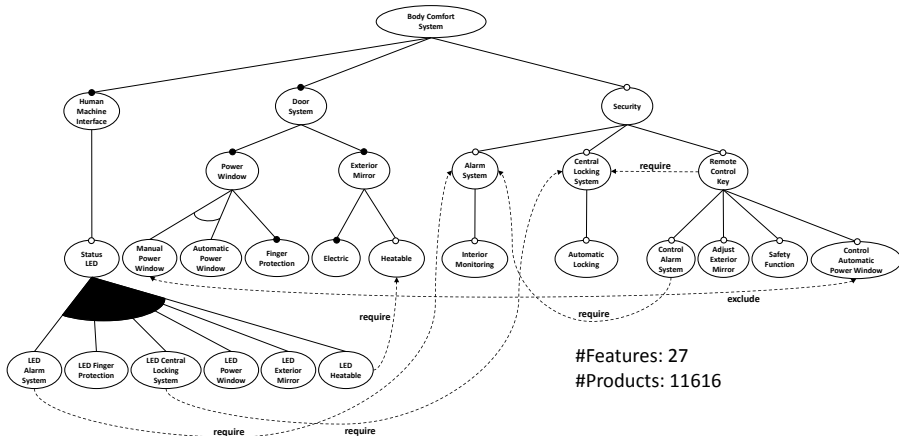 Body Comfort
System
Human
Machine
Interface
Door
System
Security
Power
Window
Exterior
Mirror
Alarm
System
Central
Locking
System
require
Remote
Control
Key
Status
LED
Manual
Power
Window
Automatic
Power
Window
Finger
Protection
Electric
Heatable
Interior
Monitoring
Automatic
Locking
Control
Alarm
System
Adjust
Exterior
Mirror
Safety
Function
Control
Automatic
Power Window
exclude
require
require
LED
Alarm
System
LED Finger
Protection
LED Central
Locking
System
LED
Power
Window
LED
Exterior
Mirror
LED
Heatable
#Features: 27
#Products: 11616
require
require